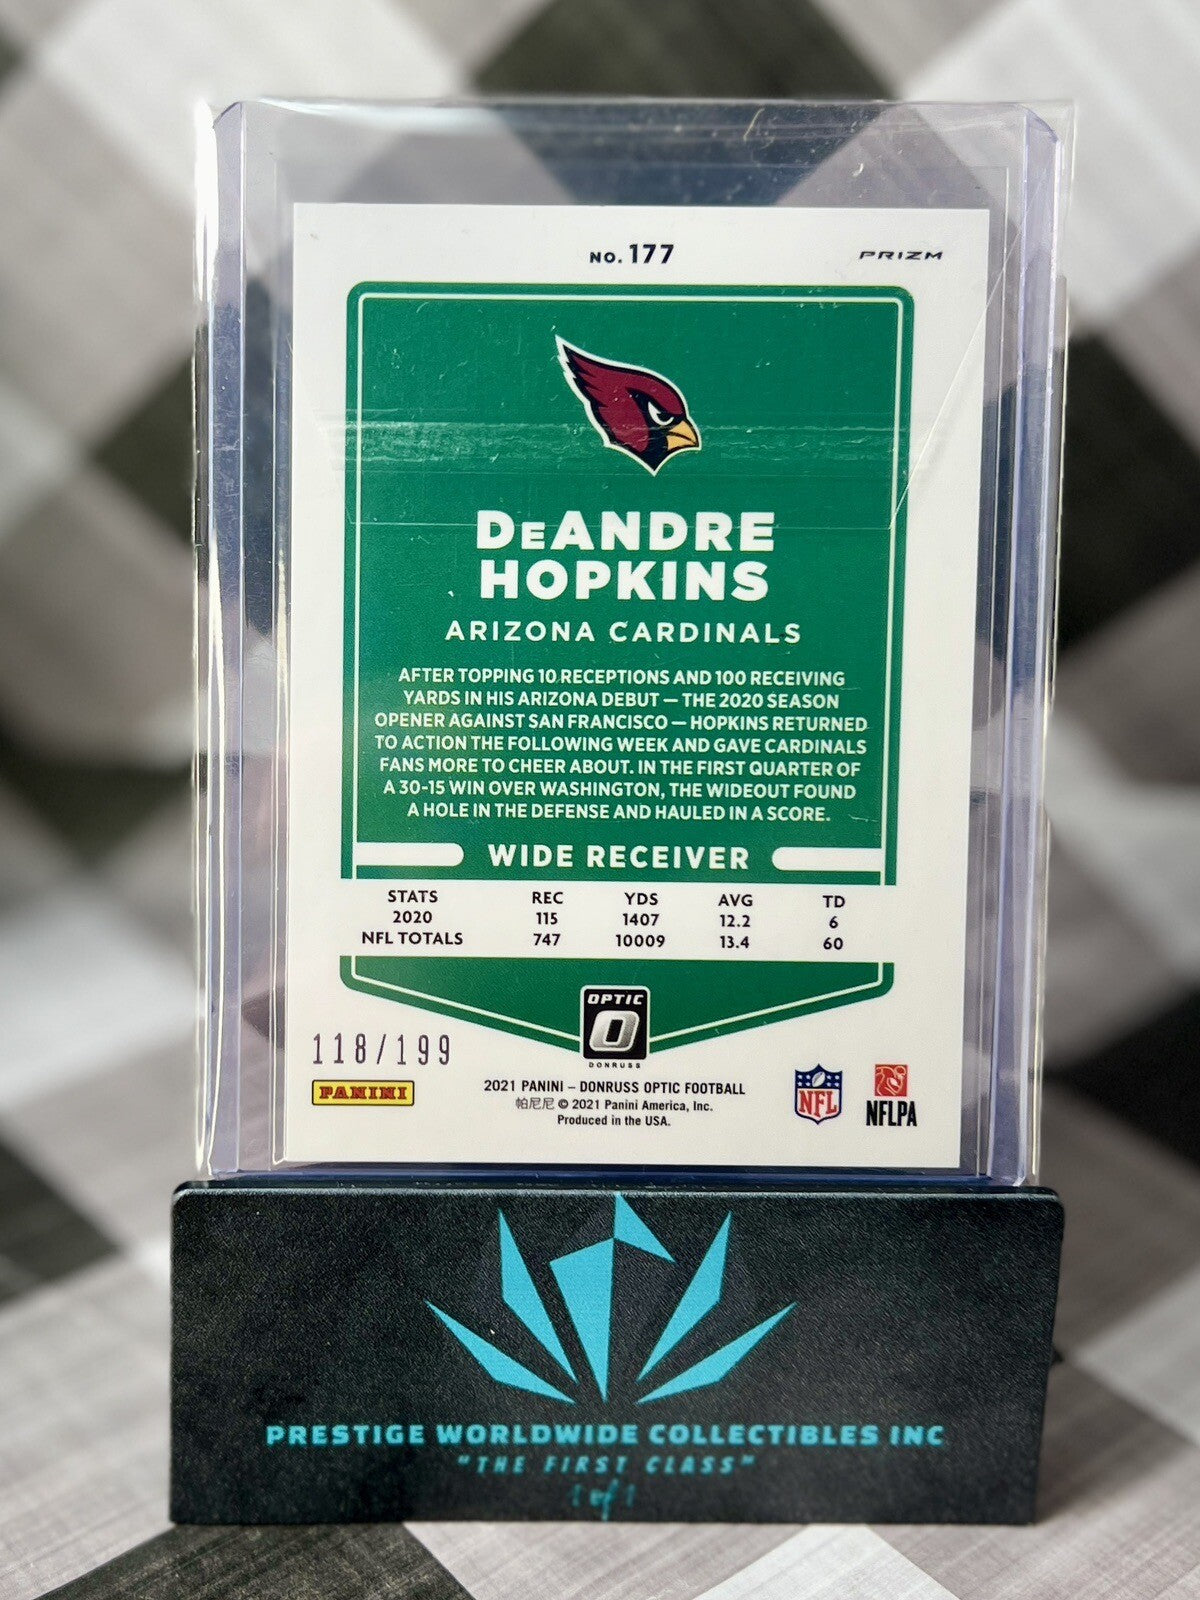 NO. 177
PRIZM
DeANDRE
HOPKINS
ARIZONA CARDINALS
AFTER TOPPING 10 RECEPTIONS AND 100 RECEIVING
YARDS IN HIS ARIZONA DEBUT — THE 2020 SEASON
OPENER AGAINST SAN FRANCISCO — HOPKINS RETURNED
TO ACTION THE FOLLOWING WEEK AND GAVE CARDINALS
FANS MORE TO CHEER ABOUT. IN THE FIRST QUARTER OF
A 30-15 WIN OVER WASHINGTON, THE WIDEOUT FOUND
A HOLE IN THE DEFENSE AND HAULED IN A SCORE.
WIDE RECEIVER
STATS REC YDS AVG TD
2020 115 1407 12.2 6
NFL TOTALS 747 10009 13.4 60
OPTIC
O
DONRUSS
118/199
PANINI
2021 PANINI – DONRUSS OPTIC FOOTBALL
帕尼尼 © 2021 Panini America, Inc.
Produced in the USA.
NFL
NFLPA
PRESTIGE WORLDWIDE COLLECTIBLES INC
"THE FIRST CLASS"
1 of 1